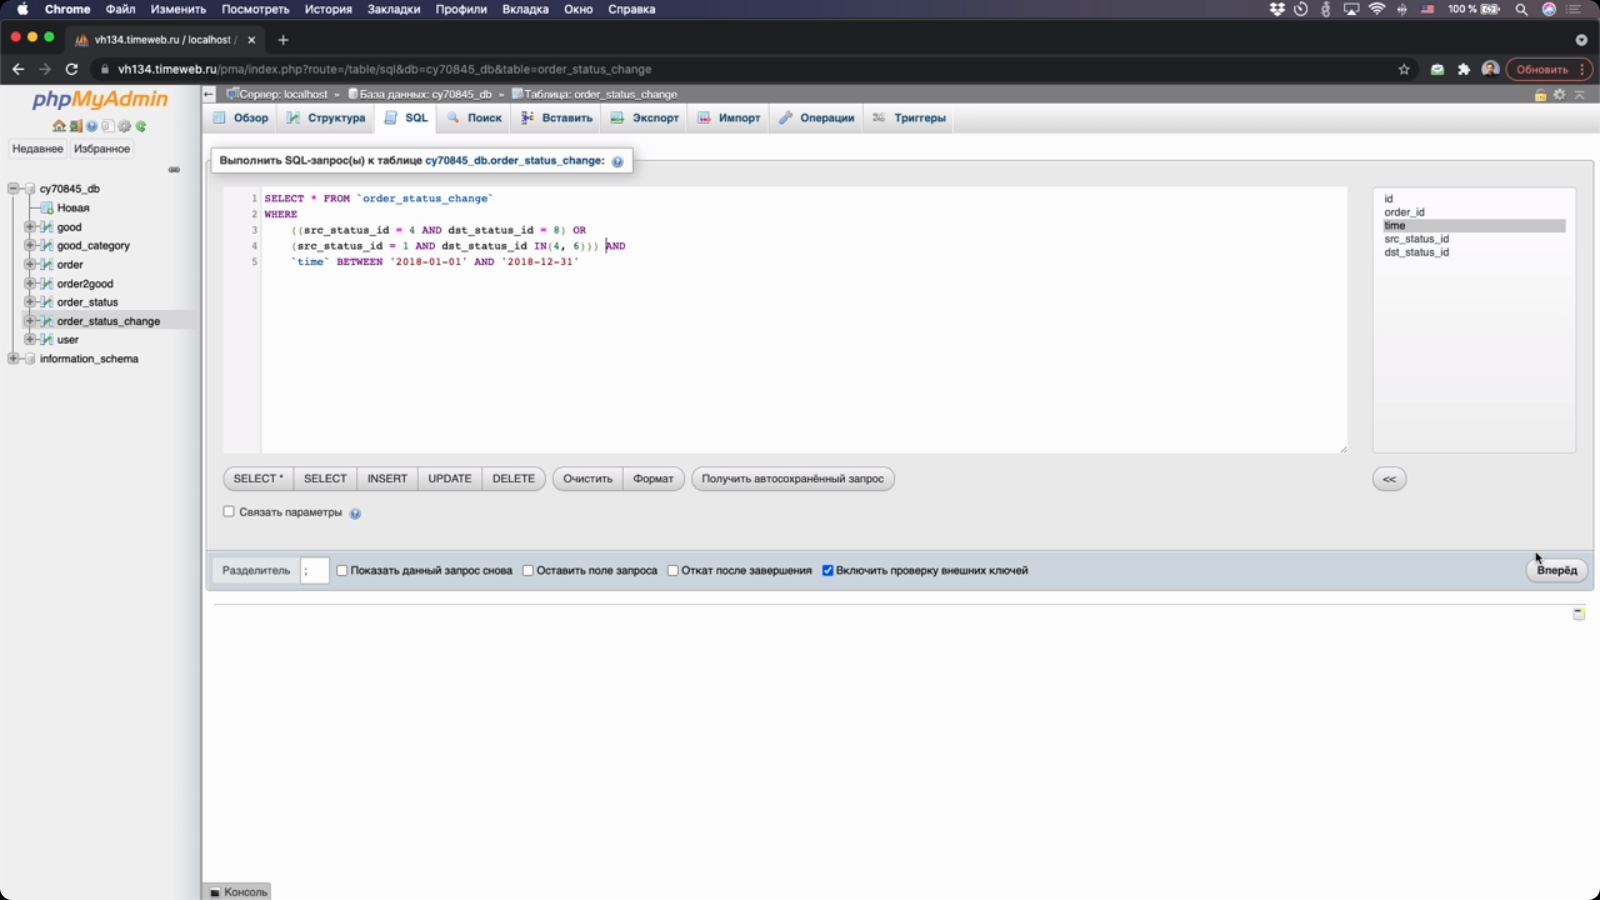 Chrome Файл Изменить Посмотреть История Закладки Профили Вкладка Окно Справка 100 %
vh134.timeweb.ru / localhost /
vh134.timeweb.ru/pma/index.php?route=/table/sql&db=cy70845_db&table=order_status_change Обновить
phpMyAdmin
Недавнее Избранное
cy70845_db
Новая
good
good_category
order
order2good
order_status
order_status_change
user
information_schema
Сервер: localhost » База данных: cy70845_db » Таблица: order_status_change
Обзор Структура SQL Поиск Вставить Экспорт Импорт Операции Триггеры
Выполнить SQL-запрос(ы) к таблице cy70845_db.order_status_change:
1 SELECT * FROM `order_status_change`
2 WHERE
3 ((src_status_id = 4 AND dst_status_id = 8) OR
4 (src_status_id = 1 AND dst_status_id IN(4, 6))) AND
5 `time` BETWEEN '2018-01-01' AND '2018-12-31'
id
order_id
time
src_status_id
dst_status_id
SELECT * SELECT INSERT UPDATE DELETE Очистить Формат Получить автосохранённый запрос <<
Связать параметры
Разделитель ; Показать данный запрос снова Оставить поле запроса Откат после завершения Включить проверку внешних ключей Вперёд
Консоль